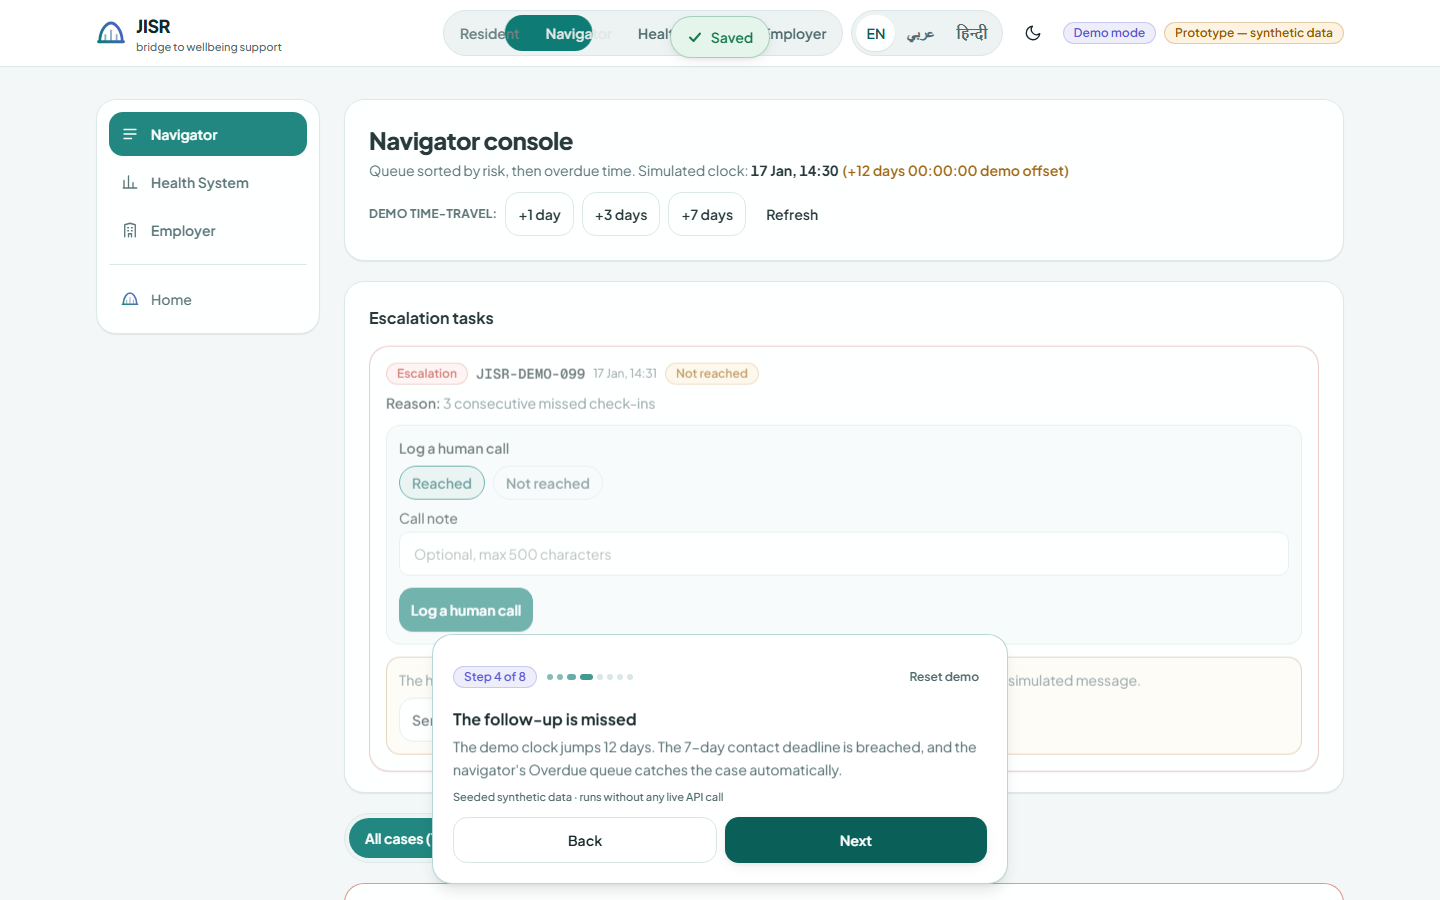 JISR
bridge to wellbeing support
Resident Navigator Employer
EN عربي हिन्दी
Demo mode
Prototype — synthetic data
Saved
Navigator
Health System
Employer
Home
Navigator console
Queue sorted by risk, then overdue time. Simulated clock: 17 Jan, 14:30 (+12 days 00:00:00 demo offset)
DEMO TIME-TRAVEL: +1 day +3 days +7 days Refresh
Escalation tasks
Escalation JISR-DEMO-099 17 Jan, 14:31 Not reached
Reason: 3 consecutive missed check-ins
Log a human call
Reached Not reached
Call note
Optional, max 500 characters
Log a human call
The simulated message.
Step 4 of 8
Reset demo
The follow-up is missed
The demo clock jumps 12 days. The 7-day contact deadline is breached, and the
navigator's Overdue queue catches the case automatically.
Seeded synthetic data · runs without any live API call
Back Next
All cases (